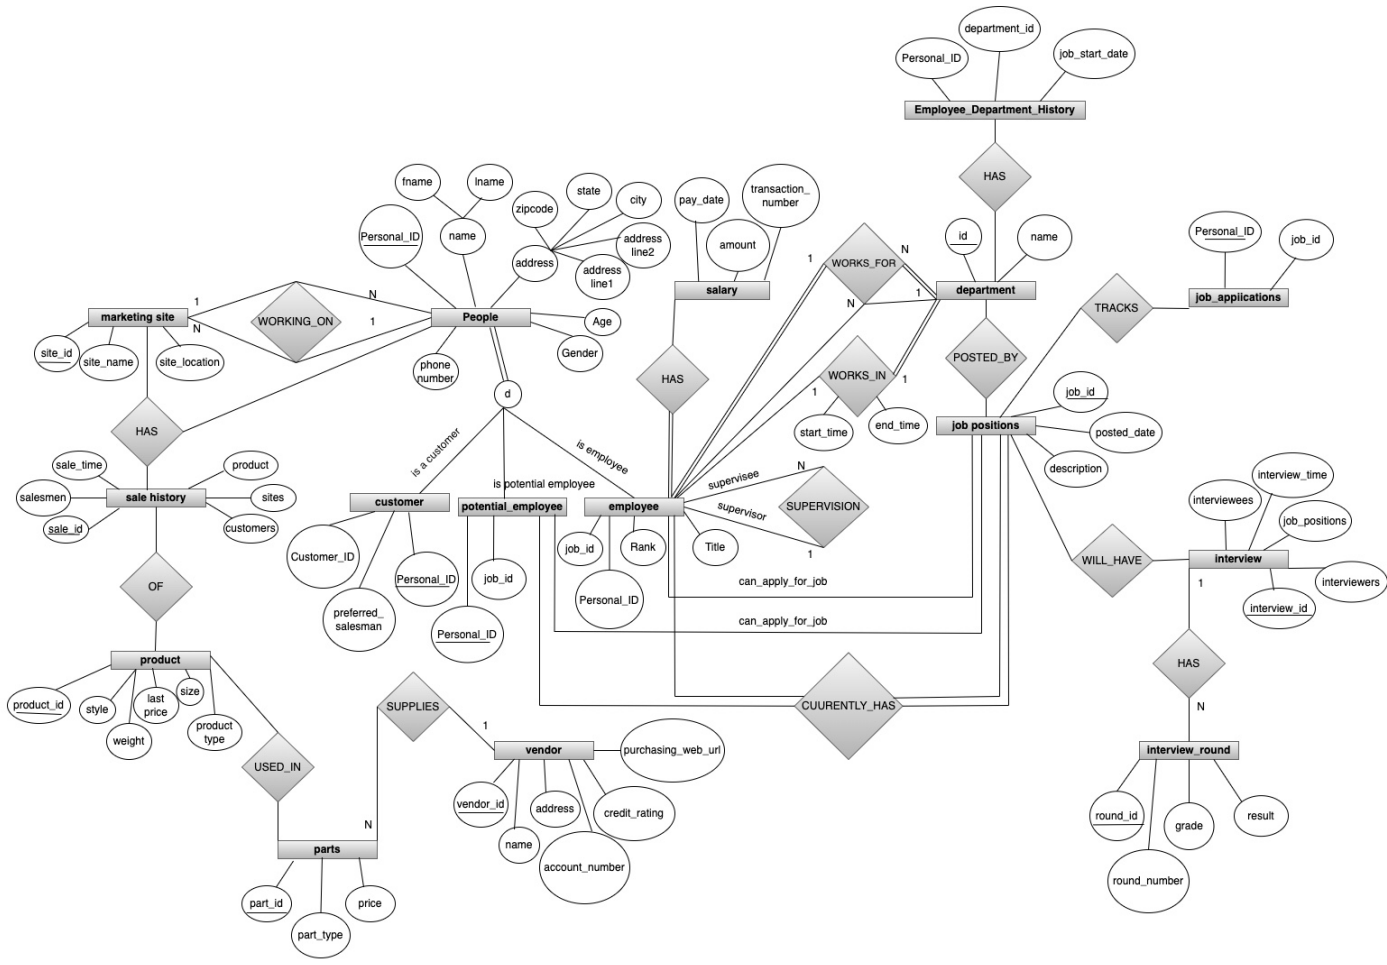 department_id
Personal_ID
job_start_date
Employee_Department_History
HAS
fname
lname
zipcode
state
city
Personal_ID
name
address
address
line2
address
line1
pay_date
transaction_
number
amount
salary
WORKS_FOR
1
N
N
1
id
name
department
Personal_ID
job_id
job_appiications
TRACKS
marketing site
1
N
WORKING_ON
N
1
People
Age
Gender
phone
number
site_id
site_name
site_location
d
HAS
WORKS_IN
1
1
start_time
end_time
POSTED_BY
job_id
job positions
posted_date
description
HAS
is a customer
is employee
is potential employee
sale_time
product
salesmen
sale history
sites
sale_id
customers
customer
potential_employee
employee
supervisee
N
supervisor
1
SUPERVISION
interview_time
interviewees
job_positions
interview
interviewers
interview_id
WILL_HAVE
1
Customer_ID
Personal_ID
preferred_
salesman
job_id
Personal_ID
job_id
Rank
Title
Personal_ID
can_apply_for_job
can_apply_for_job
OF
product
product_id
style
last
price
size
weight
product
type
HAS
N
SUPPLIES
1
CUURENTLY_HAS
vendor
purchasing_web_url
vendor_id
address
credit_rating
name
account_number
interview_round
round_id
grade
result
round_number
USED_IN
N
parts
part_id
price
part_type